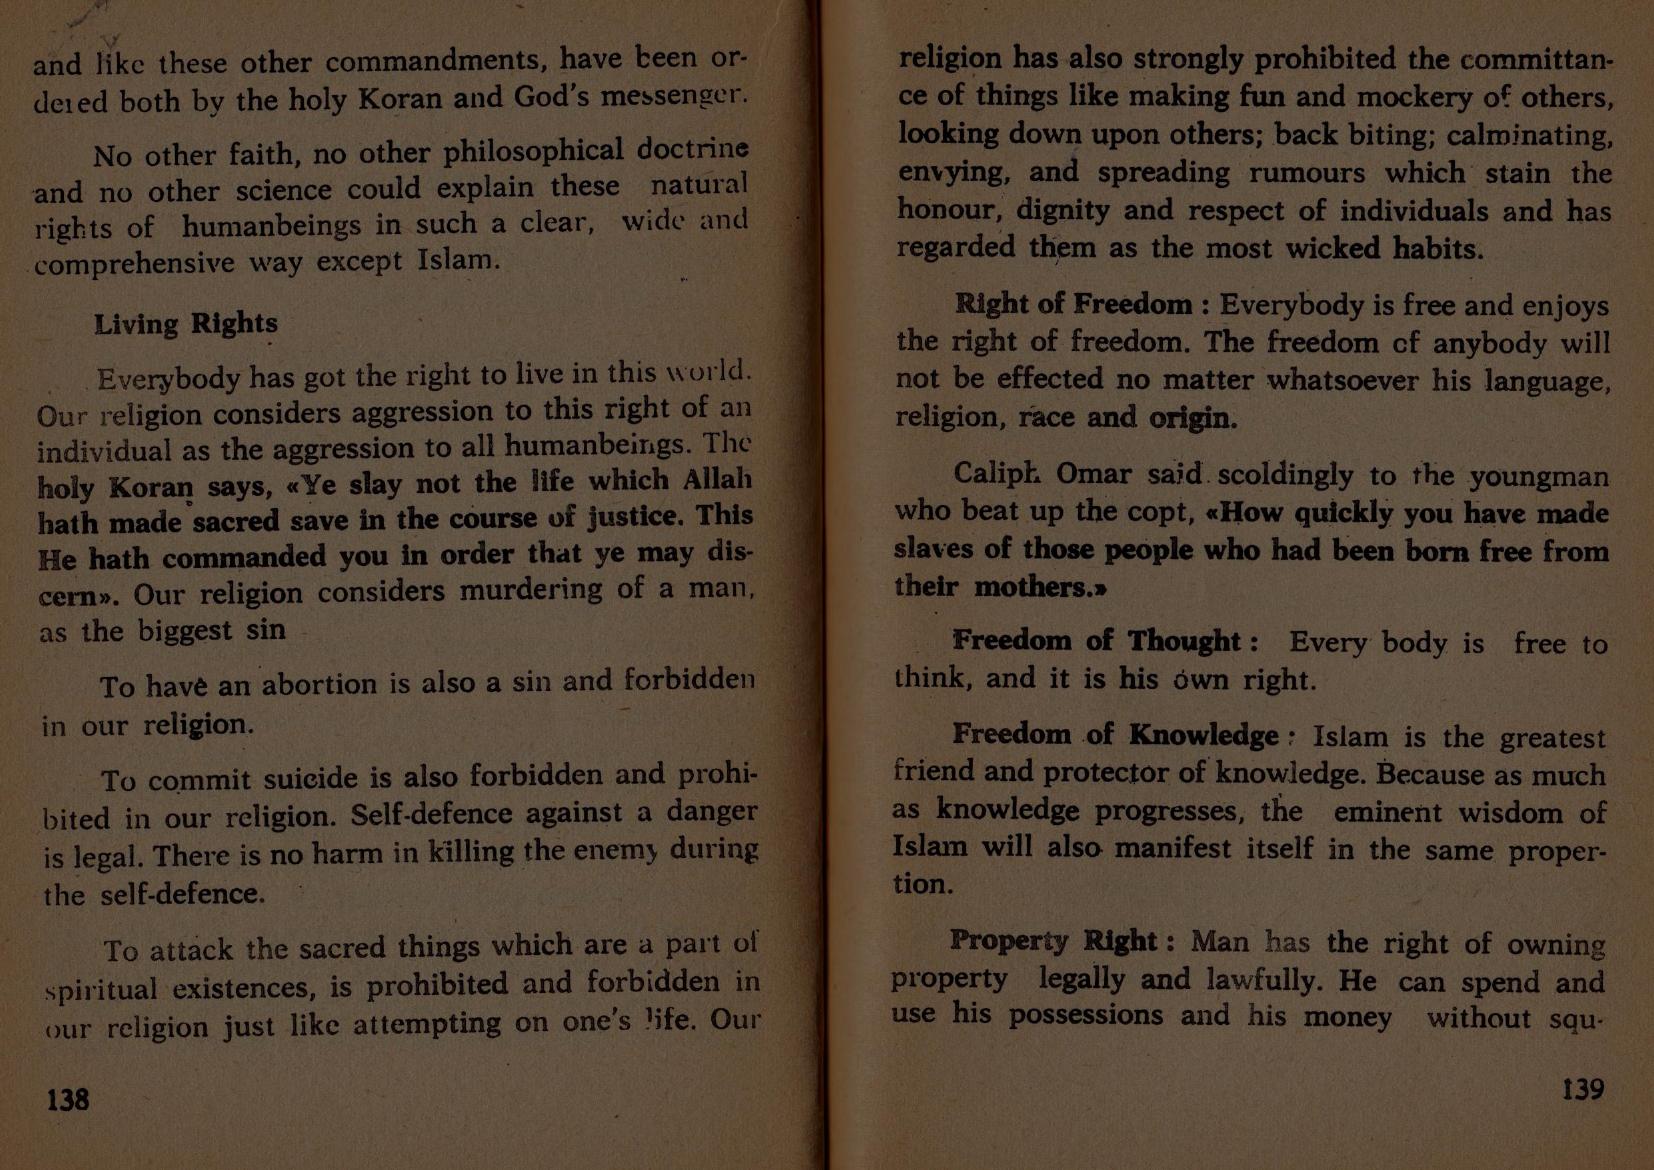 and like these other commandments, have been or-
dered both by the holy Koran and God's messenger.
No other faith, no other philosophical doctrine
and no other science could explain these natural
rights of humanbeings in such a clear, wide and
comprehensive way except Islam.
Living Rights
Everybody has got the right to live in this world.
Our religion considers aggression to this right of an
individual as the aggression to all humanbeings. The
holy Koran says, «Ye slay not the life which Allah
hath made sacred save in the course of justice. This
He hath commanded you in order that ye may dis-
cern». Our religion considers murdering of a man,
as the biggest sin
To have an abortion is also a sin and forbidden
in our religion.
To commit suicide is also forbidden and prohi-
bited in our religion. Self-defence against a danger
is legal. There is no harm in killing the enemy during
the self-defence.
To attack the sacred things which are a part of
spiritual existences, is prohibited and forbidden in
our religion just like attempting on one's life. Our
138
religion has also strongly prohibited the committan-
ce of things like making fun and mockery of others,
looking down upon others; back biting; calminating,
envying, and spreading rumours which stain the
honour, dignity and respect of individuals and has
regarded them as the most wicked habits.
Right of Freedom : Everybody is free and enjoys
the right of freedom. The freedom of anybody will
not be effected no matter whatsoever his language,
religion, race and origin.
Caliph Omar said scoldingly to the youngman
who beat up the copt, «How quickly you have made
slaves of those people who had been born free from
their mothers.»
Freedom of Thought : Every body is free to
think, and it is his own right.
Freedom of Knowledge : Islam is the greatest
friend and protector of knowledge. Because as much
as knowledge progresses, the eminent wisdom of
Islam will also manifest itself in the same proper-
tion.
Property Right : Man has the right of owning
property legally and lawfully. He can spend and
use his possessions and his money without squ-
139